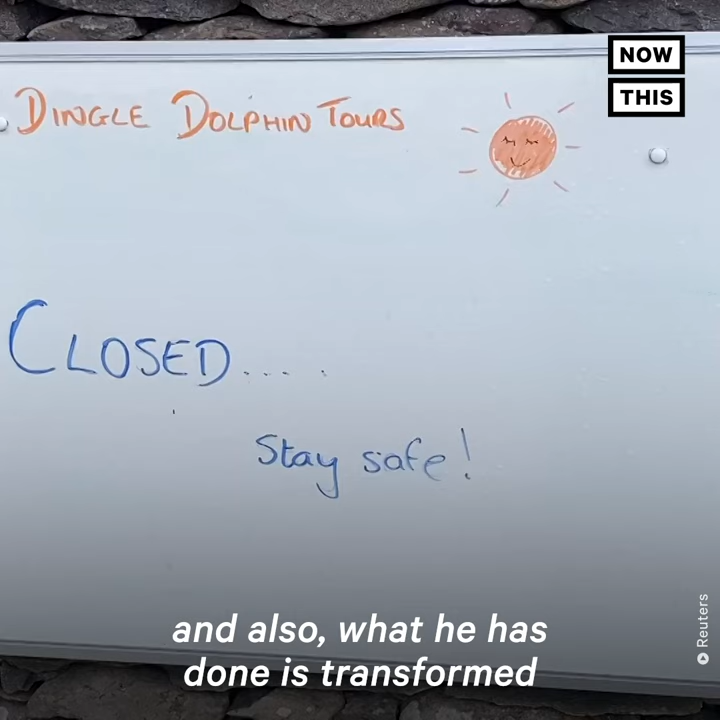 NOW
THIS
DINGLE DOLPHIN TOURS
CLOSED.... .
Stay safe!
and also, what he has
done is transformed
Reuters